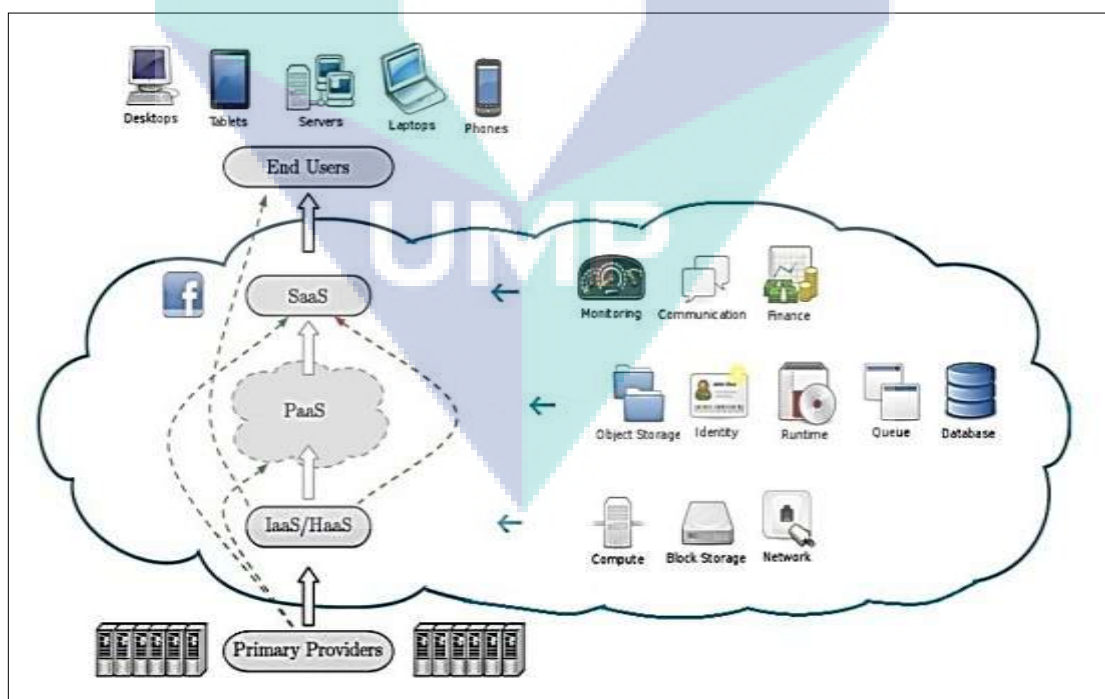 Desktops
Tablets
Servers
Laptops
Phones
End Users
UMP
SaaS
Monitoring
Communication
Finance
PaaS
Object Storage
Identity
Runtime
Queue
Database
IaaS/HaaS
Compute
Block Storage
Network
Primary Providers